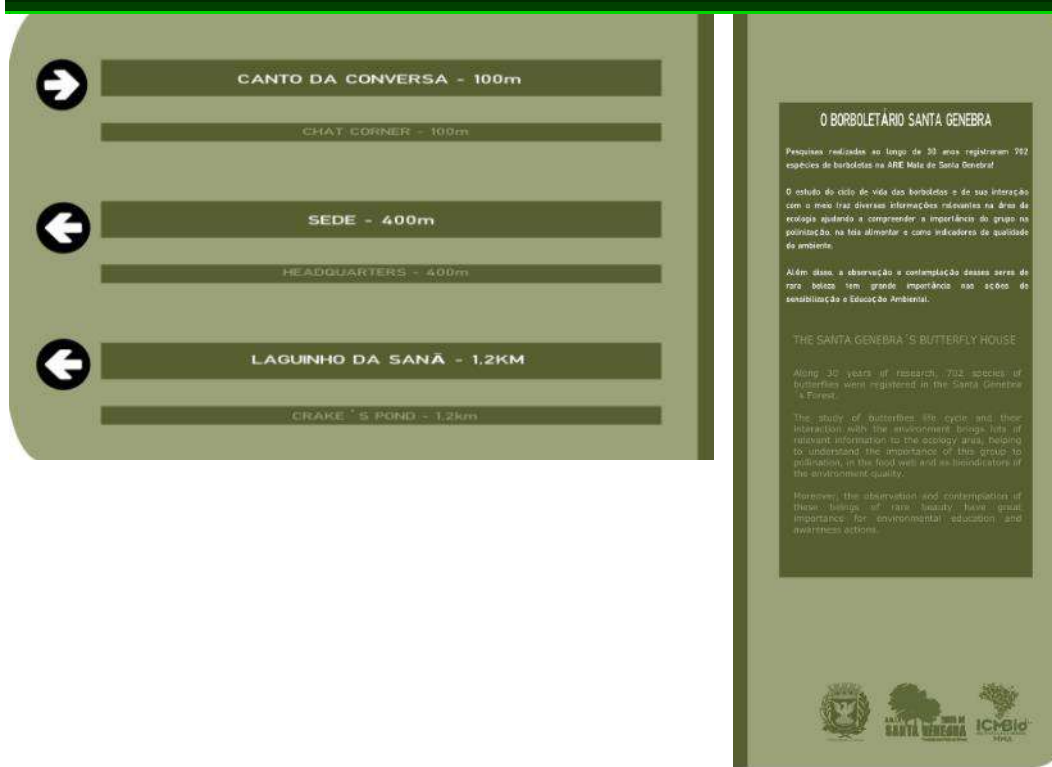 CANTO DA CONVERSA - 100m
CHAT CORNER - 100m
SEDE - 400m
HEADQUARTERS - 400m
LAGUINHO DA SANÃ - 1,2KM
CRAKE ´S POND - 1,2km
O BORBOLETÁRIO SANTA GENEBRA
Pesquisas realizadas ao longo de 30 anos registraram 702
espécies de borboletas na ARIE Mata de Santa Genebra!
O estudo do ciclo de vida das borboletas e de sua interação
com o meio traz diversas informações relevantes na área da
ecologia ajudando a compreender a importância do grupo na
polinização, na teia alimentar e como indicadores da qualidade
do ambiente.
Além disso, a observação e contemplação desses seres de
rara beleza tem grande importância nas ações de
sensibilização e Educação Ambiental.
THE SANTA GENEBRA´S BUTTERFLY HOUSE
Along 30 years of research, 702 species of
butterflies were registered in the Santa Genebra
´s Forest.
The study of butterflies life cycle and their
interaction with the environment brings lots of
relevant information to the ecology area, helping
to understand the importance of this group to
pollination, in the food web and as bioindicators of
the environment quality.
Moreover, the observation and contemplation of
these beings of rare beauty have great
importance for environmental education and
awareness actions.
SANTA GENEBRA
ICMBio
MMA